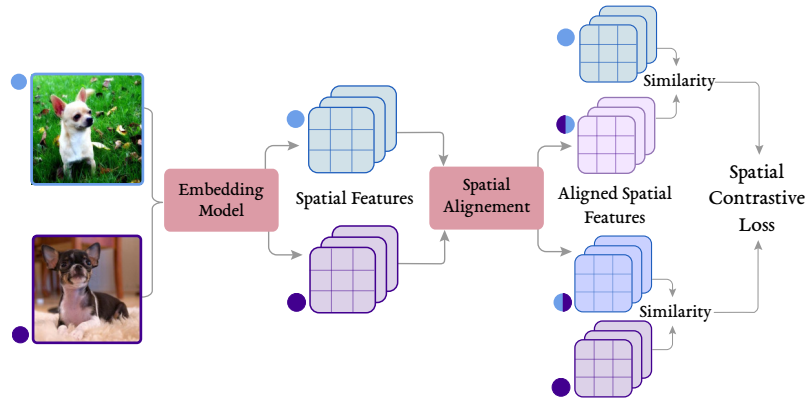 Embedding
Model
Spatial Features
Spatial
Alignement
Similarity
Aligned Spatial
Features
Similarity
Spatial
Contrastive
Loss